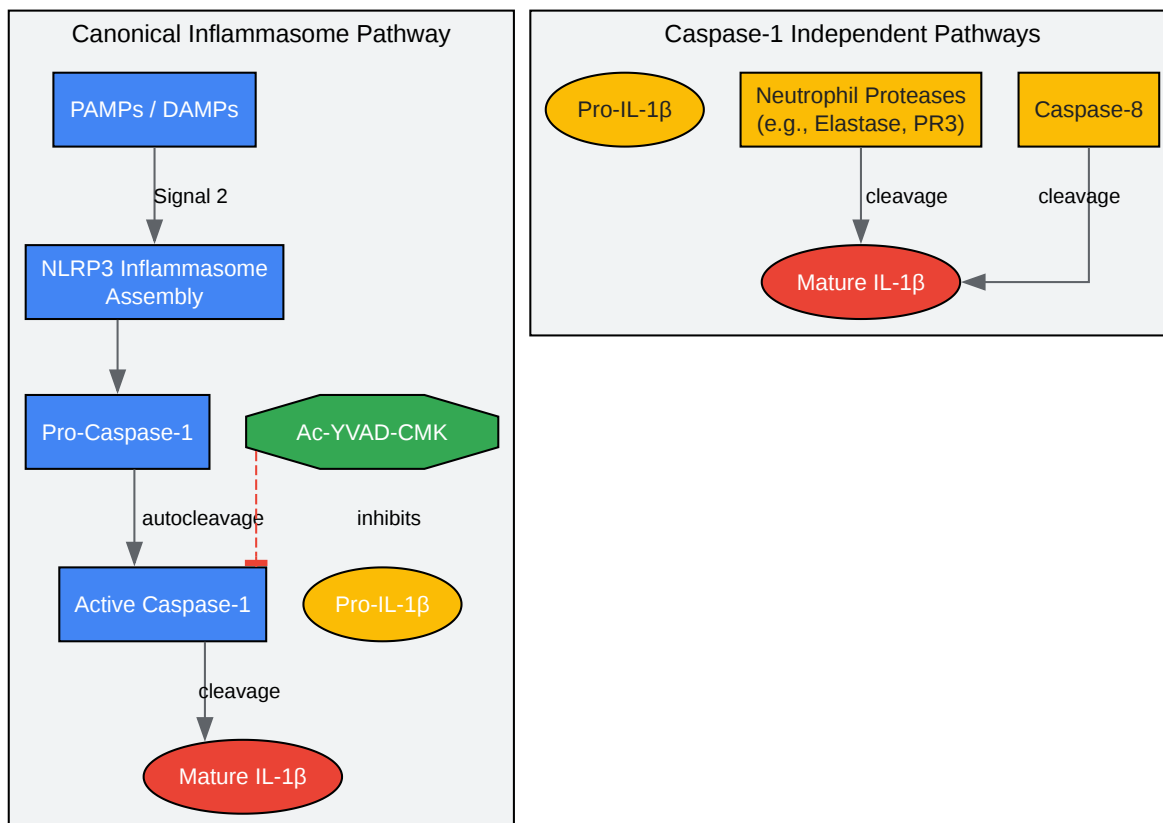 Canonical Inflammasome Pathway
PAMPs / DAMPs
Signal 2
NLRP3 Inflammasome
Assembly
Pro-Caspase-1
Ac-YVAD-CMK
autocleavage
inhibits
Active Caspase-1
Pro-IL-1β
cleavage
Mature IL-1β
Caspase-1 Independent Pathways
Pro-IL-1β
Neutrophil Proteases
(e.g., Elastase, PR3)
Caspase-8
cleavage
cleavage
Mature IL-1β